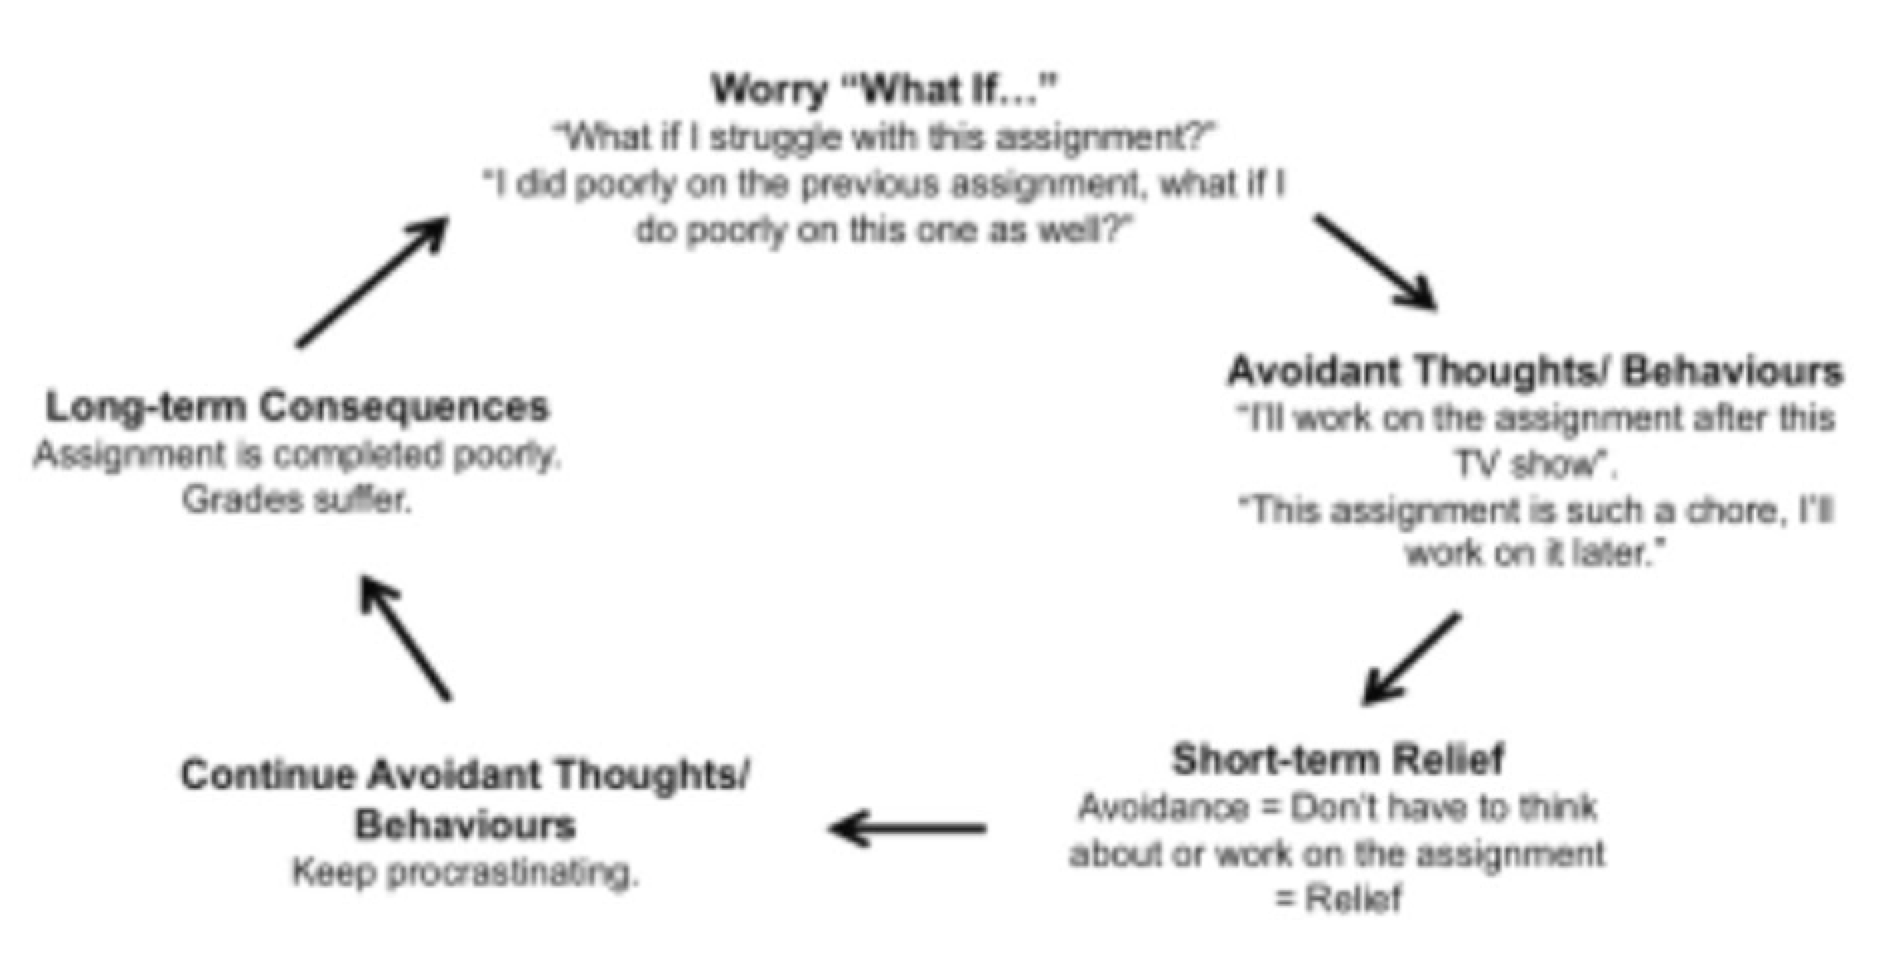 Worry “What If...”
“What if I struggle with this assignment?”
“I did poorly on the previous assignment, what if I
do poorly on this one as well?”
Avoidant Thoughts/ Behaviours
“I’ll work on the assignment after this
TV show”.
“This assignment is such a chore, I’ll
work on it later.”
Short-term Relief
Avoidance = Don’t have to think
about or work on the assignment
= Relief
Continue Avoidant Thoughts/
Behaviours
Keep procrastinating.
Long-term Consequences
Assignment is completed poorly.
Grades suffer.